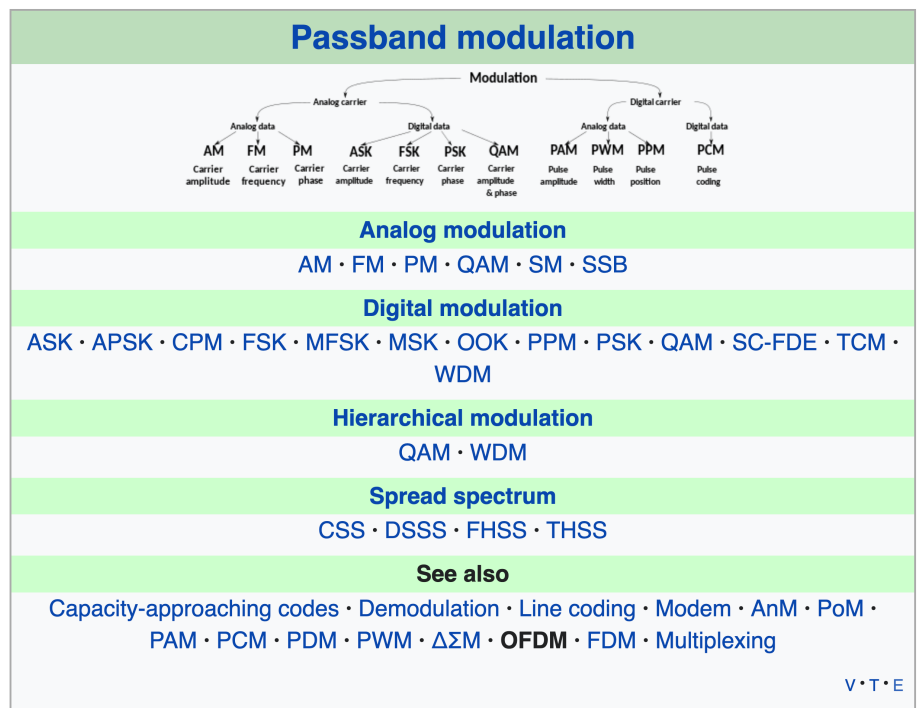 Passband modulation
Modulation
Analog carrier Digital carrier
Analog data Digital data Analog data Digital data
AM FM PM ASK FSK PSK QAM PAM PWM PPM PCM
Carrier amplitude Carrier frequency Carrier phase Carrier amplitude Carrier frequency Carrier phase Carrier amplitude & phase Pulse amplitude Pulse width Pulse position Pulse coding
Analog modulation
AM · FM · PM · QAM · SM · SSB
Digital modulation
ASK · APSK · CPM · FSK · MFSK · MSK · OOK · PPM · PSK · QAM · SC-FDE · TCM ·
WDM
Hierarchical modulation
QAM · WDM
Spread spectrum
CSS · DSSS · FHSS · THSS
See also
Capacity-approaching codes · Demodulation · Line coding · Modem · AnM · PoM ·
PAM · PCM · PDM · PWM · ΔΣM · OFDM · FDM · Multiplexing
V · T · E